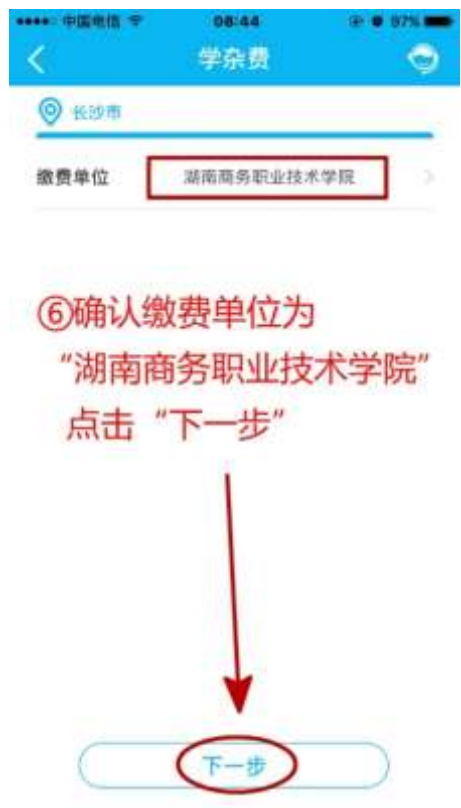 中国电信 08:44 97%
学杂费
长沙市
缴费单位 湖南商务职业技术学院
⑥确认缴费单位为
“湖南商务职业技术学院”
点击“下一步”
下一步